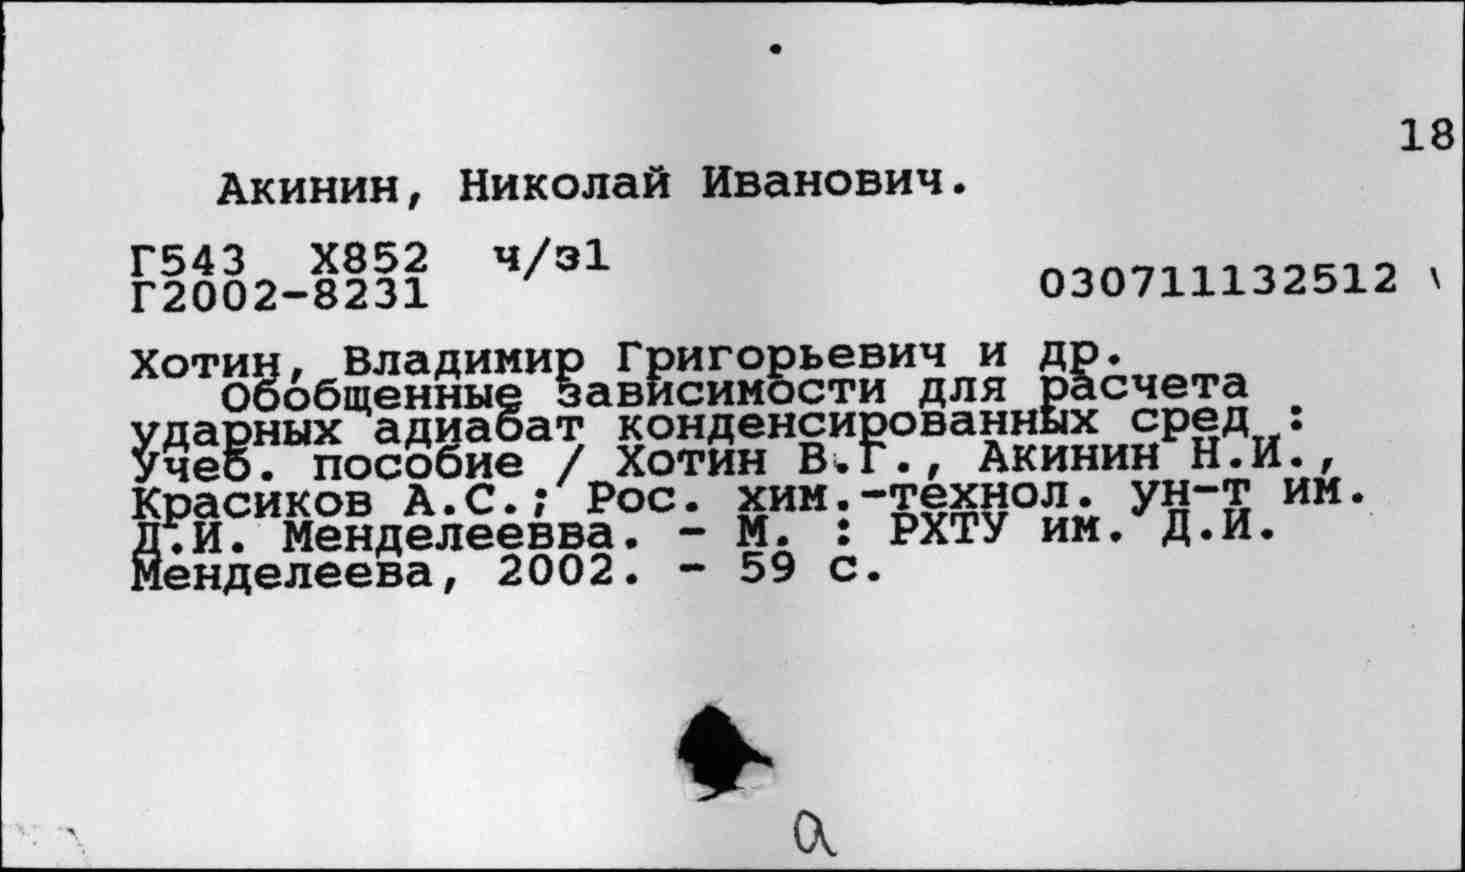 18
Акинин, Николай Иванович.
Г543 Х852 ч/з1
Г2002-8231
030711132512
Хотин, Владимир Григорьевич и др.
Обобщенные зависимости для расчета
ударных адиабат конденсированных сред :
Учеб. пособие / Хотин В.Г., Акинин Н.И.,
Красиков А.С.; Рос. хим.-технол. ун-т им.
Д.И. Менделеевва. - М. : РХТУ им. Д.И.
Менделеева, 2002. - 59 с.
а